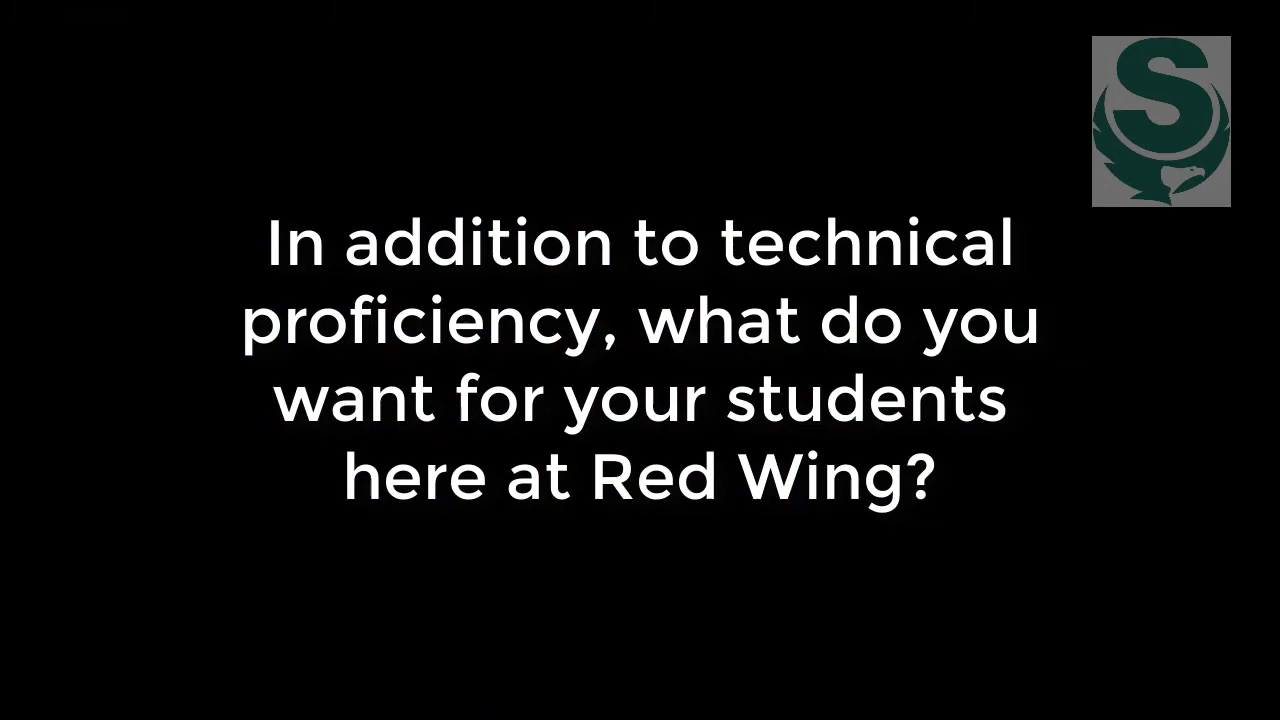 S
In addition to technical
proficiency, what do you
want for your students
here at Red Wing?